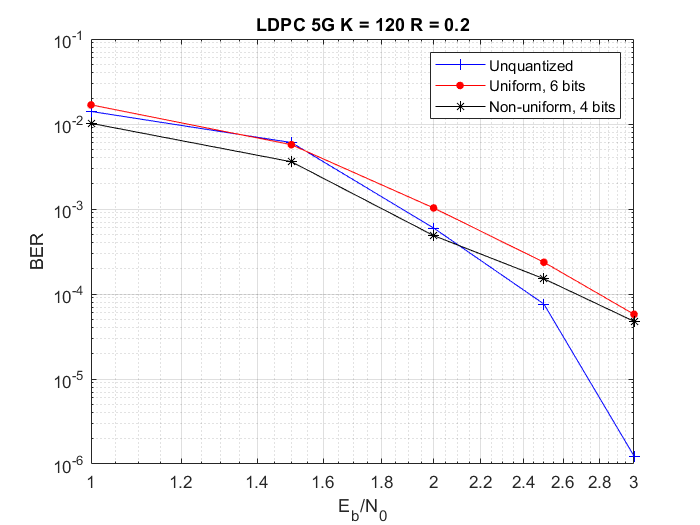 LDPC 5G K = 120 R = 0.2
10^-1
10^-2
10^-3
10^-4
10^-5
10^-6
BER
Unquantized
Uniform, 6 bits
Non-uniform, 4 bits
1 1.2 1.4 1.6 1.8 2 2.2 2.4 2.6 2.8 3
E_b/N_0